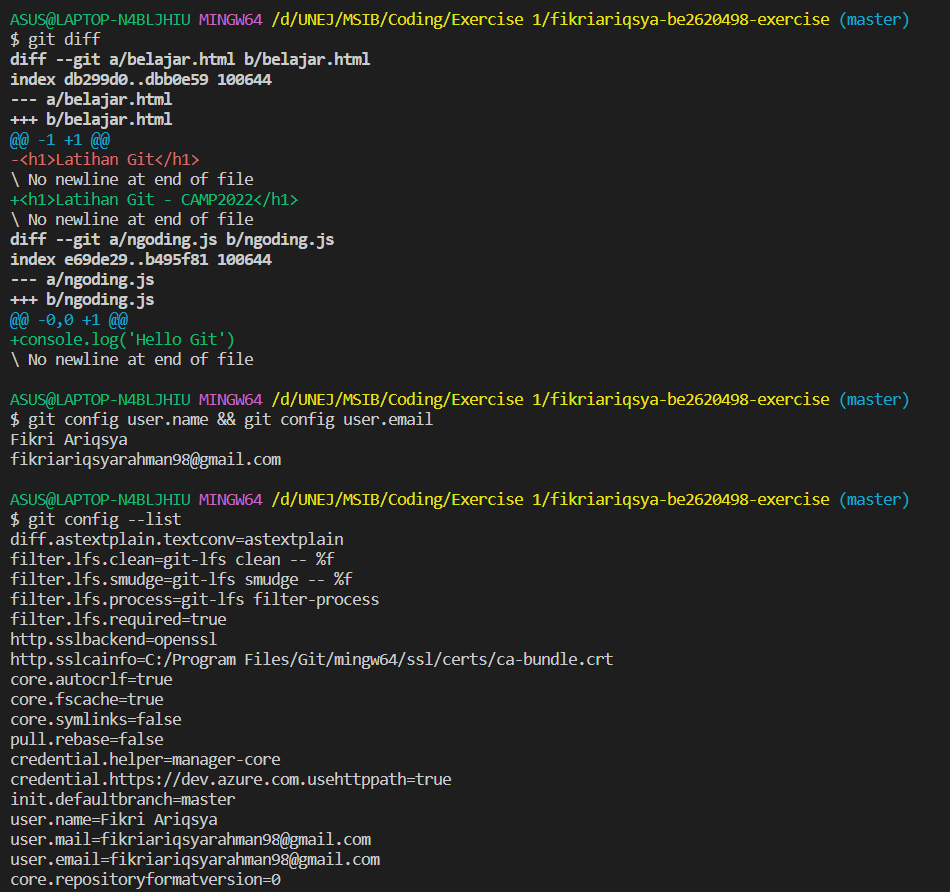 ASUS@LAPTOP-N4BLJHIU MINGW64 /d/UNEJ/MSIB/Coding/Exercise 1/fikriariqsya-be2620498-exercise (master)
$ git diff
diff --git a/belajar.html b/belajar.html
index db299d0..dbb0e59 100644
--- a/belajar.html
+++ b/belajar.html
@@ -1 +1 @@
-<h1>Latihan Git</h1>
\ No newline at end of file
+<h1>Latihan Git - CAMP2022</h1>
\ No newline at end of file
diff --git a/ngoding.js b/ngoding.js
index e69de29..b495f81 100644
--- a/ngoding.js
+++ b/ngoding.js
@@ -0,0 +1 @@
+console.log('Hello Git')
\ No newline at end of file
ASUS@LAPTOP-N4BLJHIU MINGW64 /d/UNEJ/MSIB/Coding/Exercise 1/fikriariqsya-be2620498-exercise (master)
$ git config user.name && git config user.email
Fikri Ariqsya
fikriariqsyarahman98@gmail.com
ASUS@LAPTOP-N4BLJHIU MINGW64 /d/UNEJ/MSIB/Coding/Exercise 1/fikriariqsya-be2620498-exercise (master)
$ git config --list
diff.astextplain.textconv=astextplain
filter.lfs.clean=git-lfs clean -- %f
filter.lfs.smudge=git-lfs smudge -- %f
filter.lfs.process=git-lfs filter-process
filter.lfs.required=true
http.sslbackend=openssl
http.sslcainfo=C:/Program Files/Git/mingw64/ssl/certs/ca-bundle.crt
core.autocrlf=true
core.fscache=true
core.symlinks=false
pull.rebase=false
credential.helper=manager-core
credential.https://dev.azure.com.usehttppath=true
init.defaultbranch=master
user.name=Fikri Ariqsya
user.mail=fikriariqsyarahman98@gmail.com
user.email=fikriariqsyarahman98@gmail.com
core.repositoryformatversion=0